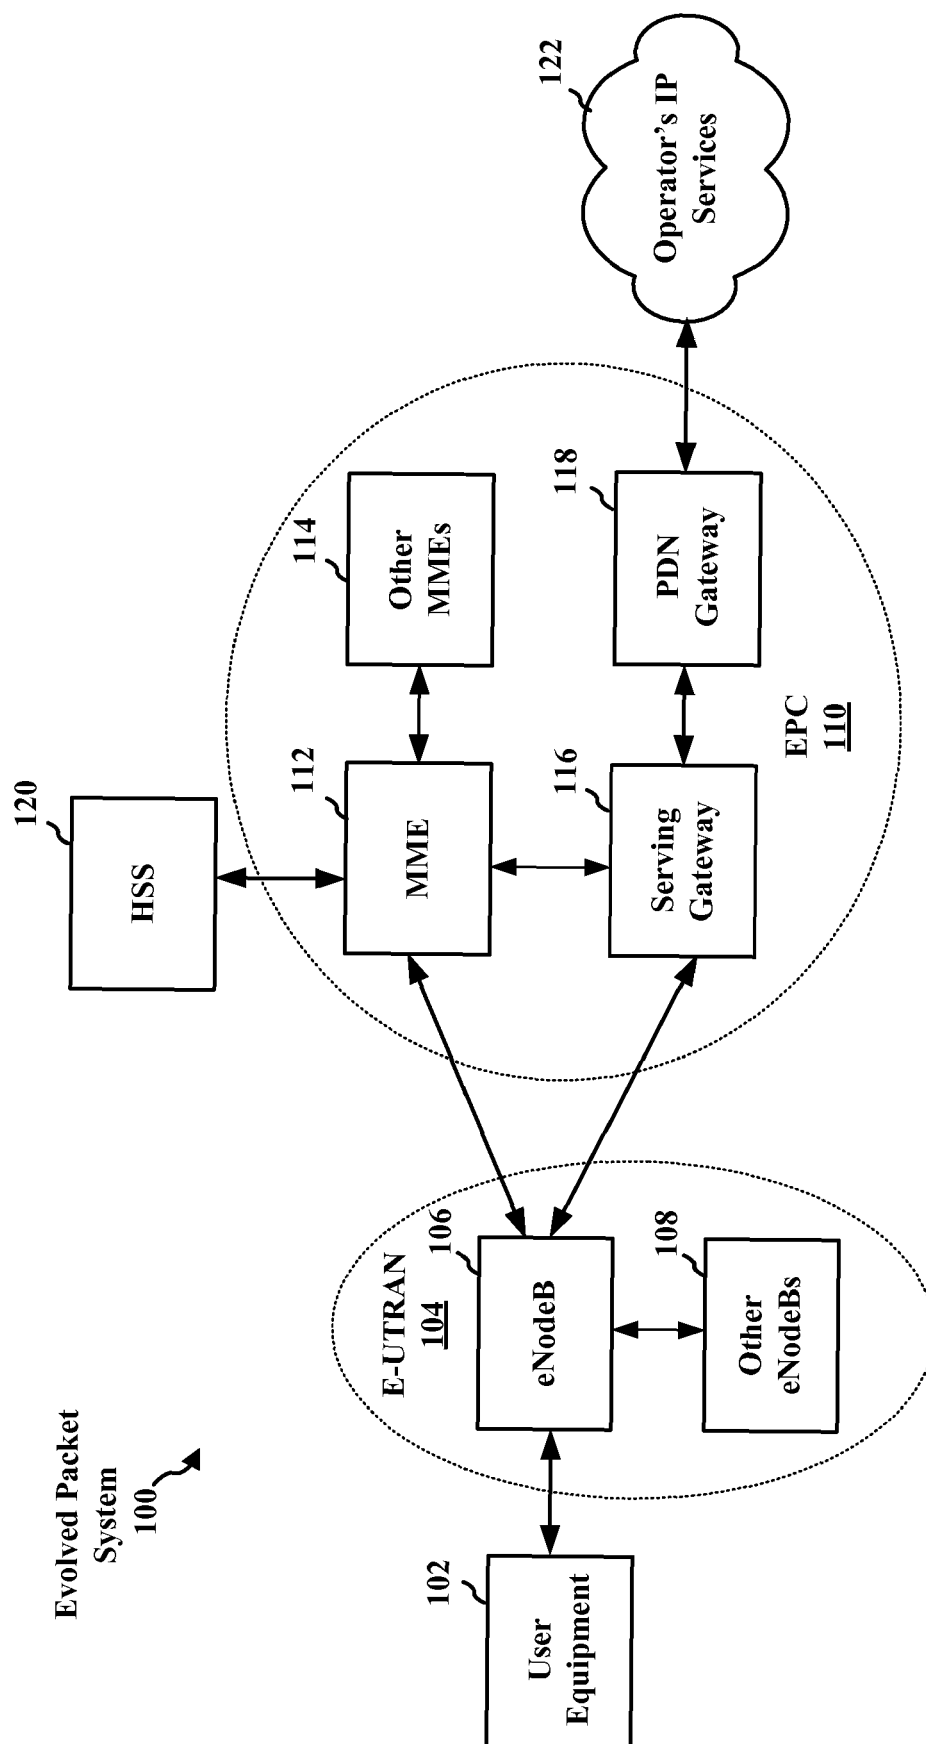 Evolved Packet
System
100
102
User
Equipment
E-UTRAN
104
106
eNodeB
108
Other
eNodeBs
120
HSS
112
MME
114
Other
MMEs
116
Serving
Gateway
118
PDN
Gateway
EPC
110
122
Operator's IP
Services